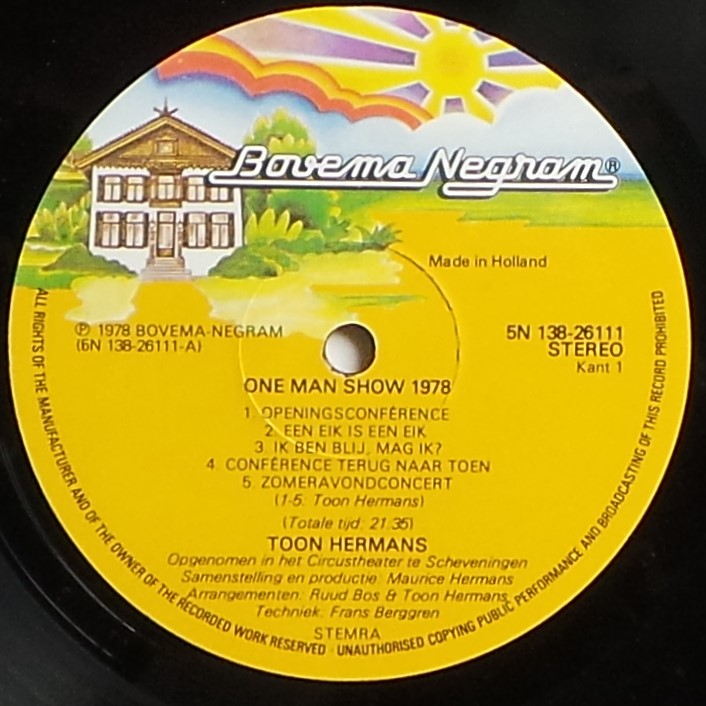 Bovema Negram®
Made in Holland
℗ 1978 BOVEMA-NEGRAM
(6N 138-26111-A)
5N 138-26111
STEREO
Kant 1
ONE MAN SHOW 1978
1. OPENINGSCONFÉRENCE
2. EEN EIK IS EEN EIK
3. IK BEN BLIJ, MAG IK?
4. CONFÉRENCE TERUG NAAR TOEN
5. ZOMERAVONDCONCERT
(1-5: Toon Hermans)
(Totale tijd: 21.35)
TOON HERMANS
Opgenomen in het Circustheater te Scheveningen
Samenstelling en productie: Maurice Hermans
Arrangementen: Ruud Bos & Toon Hermans
Techniek: Frans Berggren
STEMRA
ALL RIGHTS OF THE MANUFACTURER AND OF THE OWNER OF THE RECORDED WORK RESERVED · UNAUTHORISED COPYING PUBLIC PERFORMANCE AND BROADCASTING OF THIS RECORD PROHIBITED